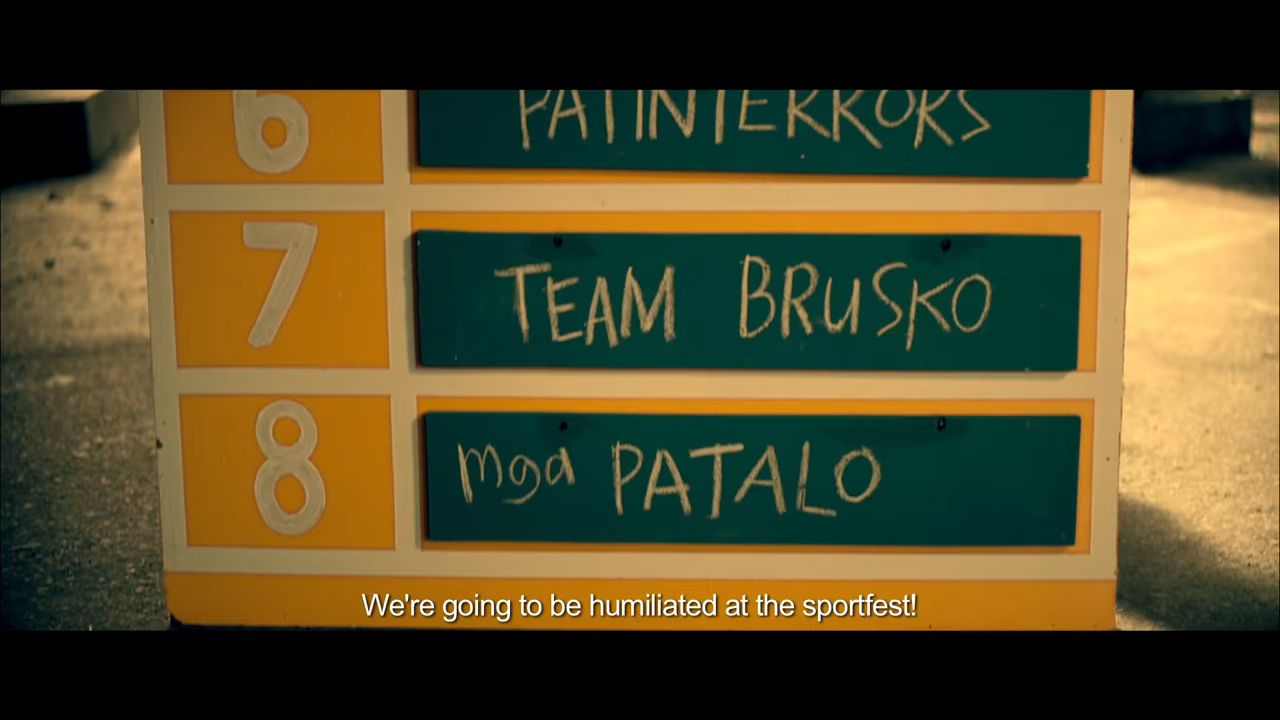 6 PATINTERRORS
7 TEAM BRUSKO
8 mga PATALO
We're going to be humiliated at the sportfest!